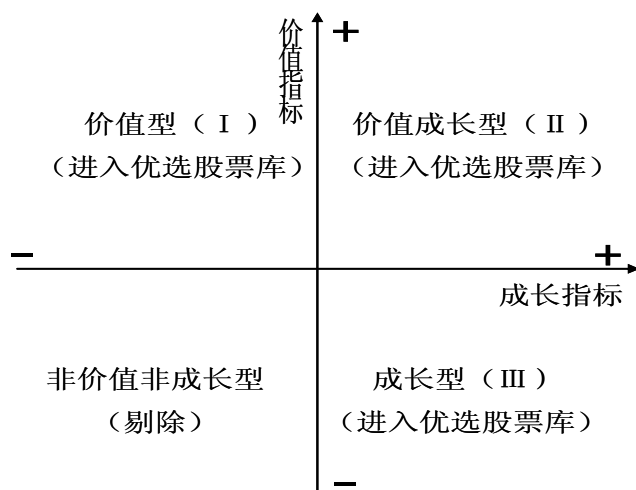 价值指标
+
价值型（Ⅰ）
（进入优选股票库）
价值成长型（Ⅱ）
（进入优选股票库）
−
+
成长指标
非价值非成长型
（剔除）
成长型（Ⅲ）
（进入优选股票库）
−